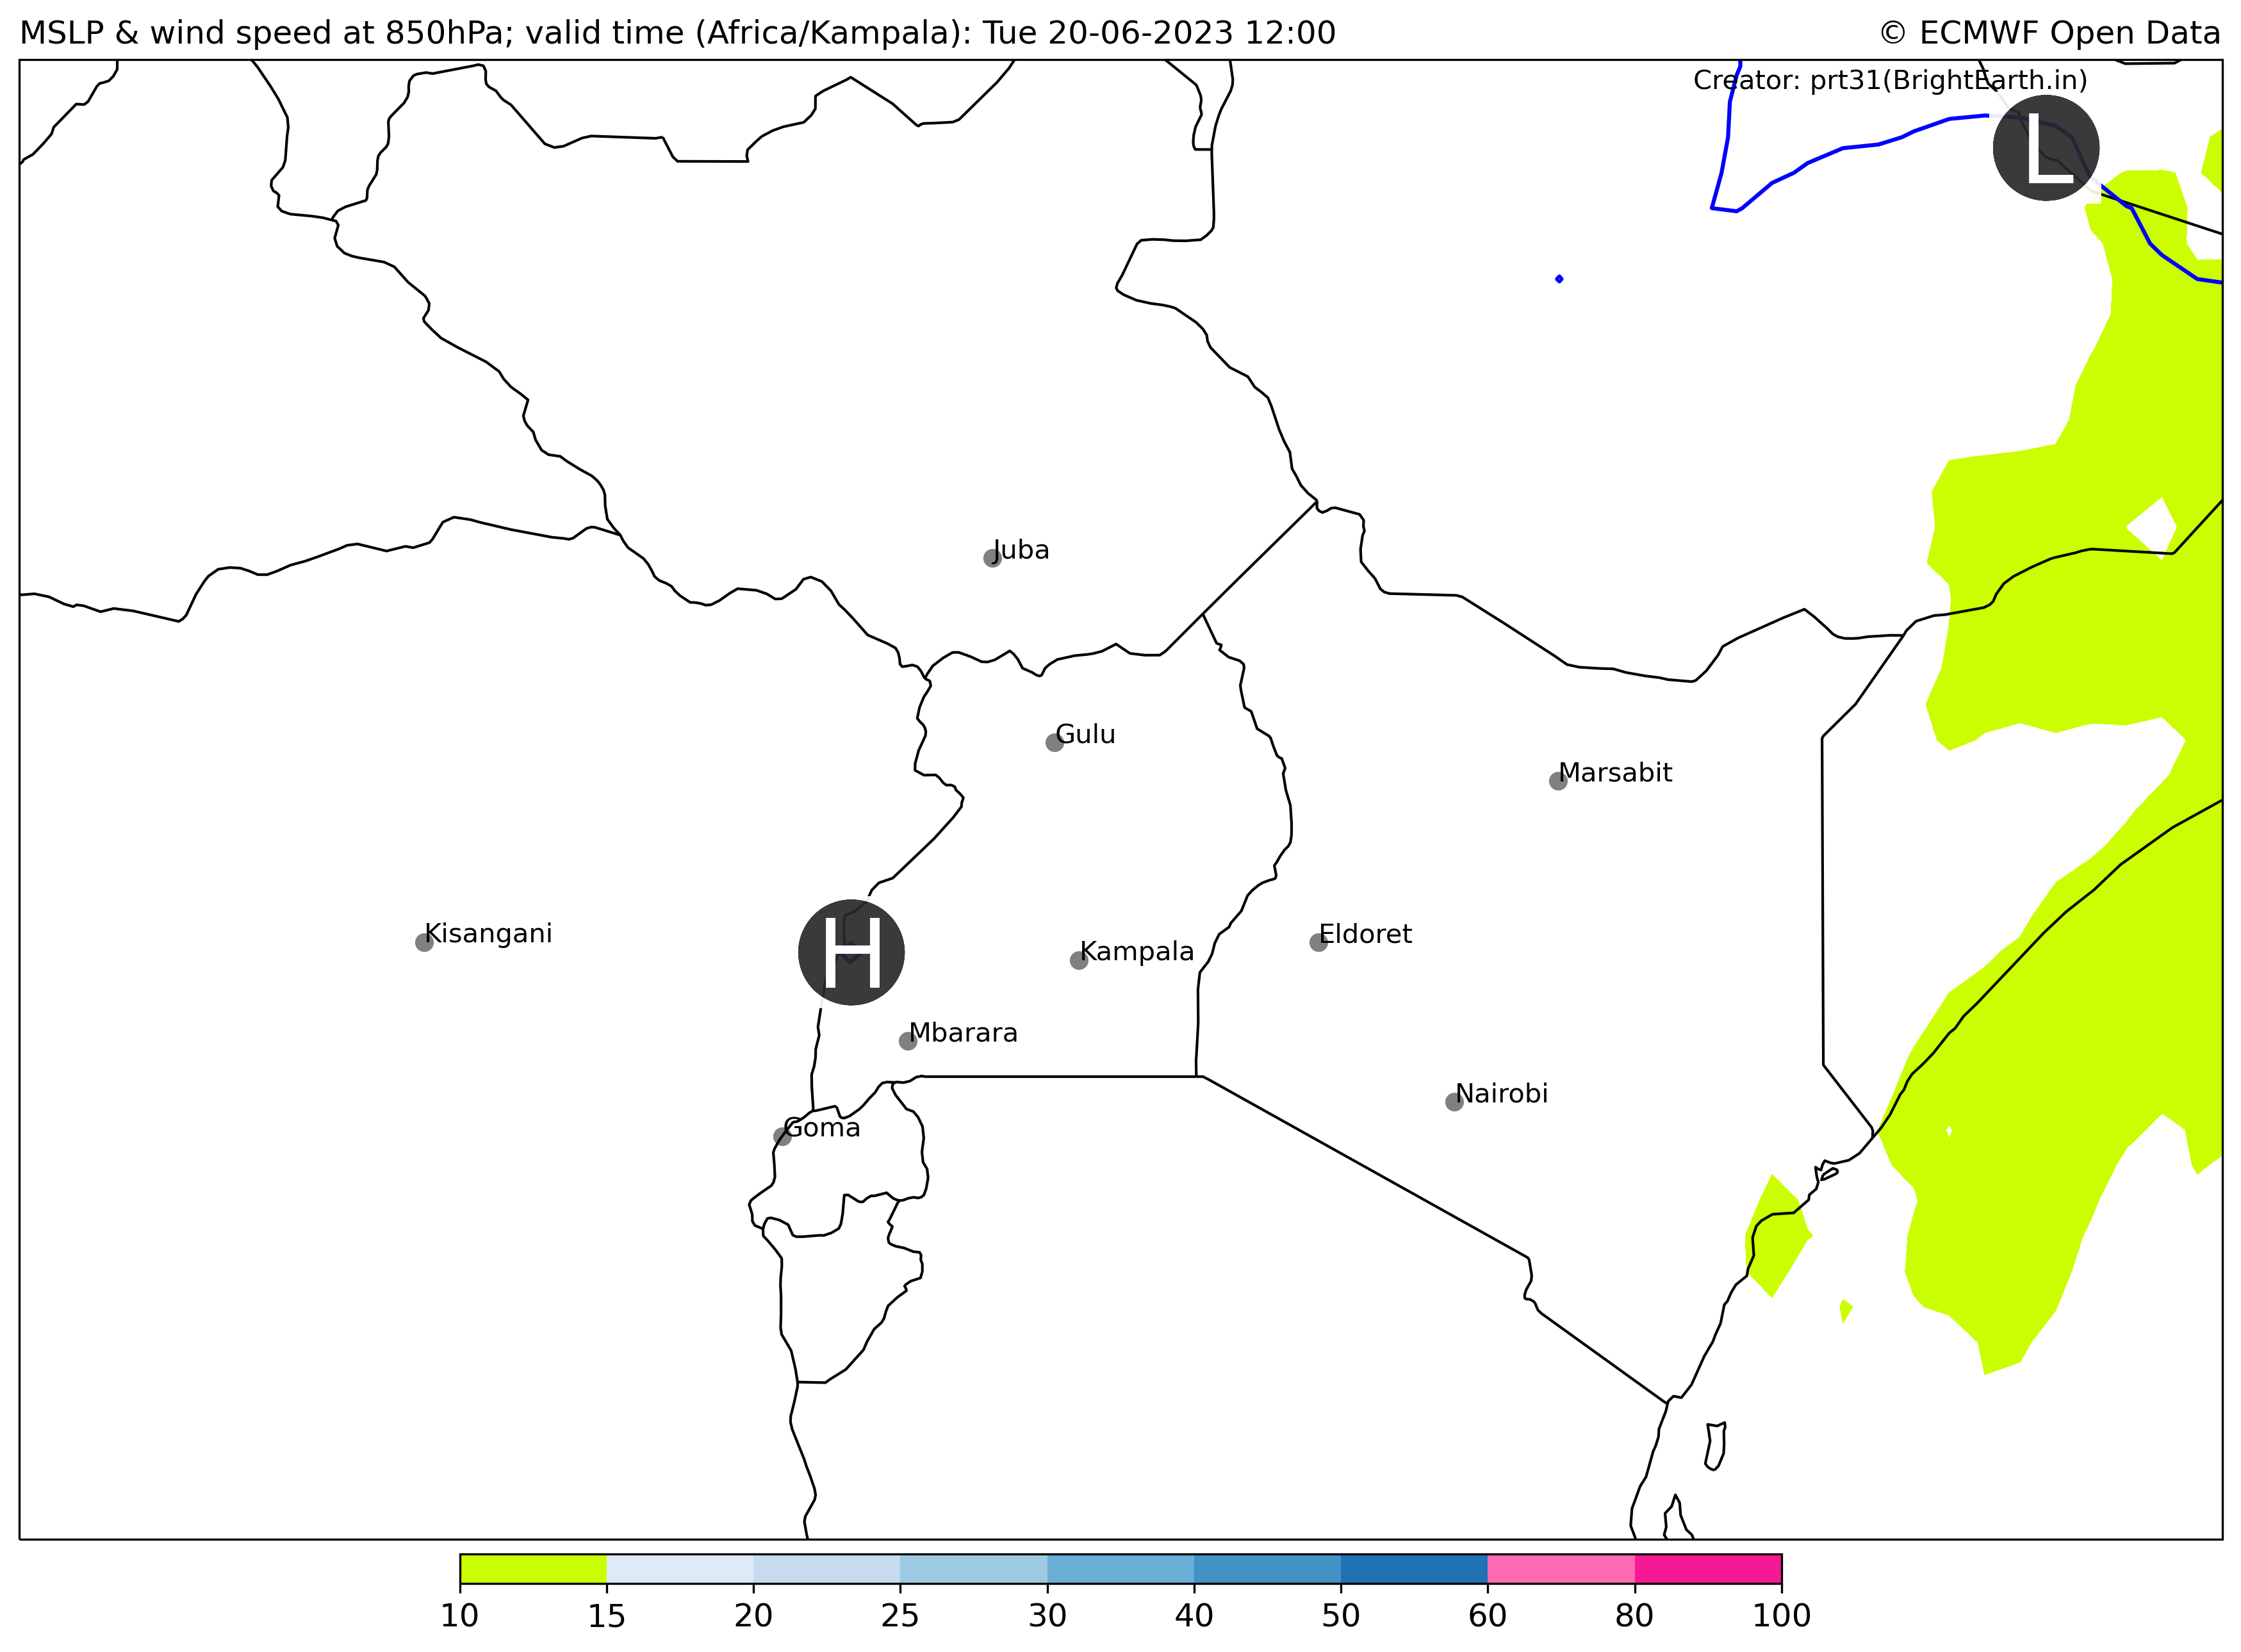 MSLP & wind speed at 850hPa; valid time (Africa/Kampala): Tue 20-06-2023 12:00
© ECMWF Open Data
Creator: prt31(BrightEarth.in)
L
Juba
Gulu
Marsabit
Kisangani
H
Kampala
Eldoret
Mbarara
Nairobi
Goma
10 15 20 25 30 40 50 60 80 100